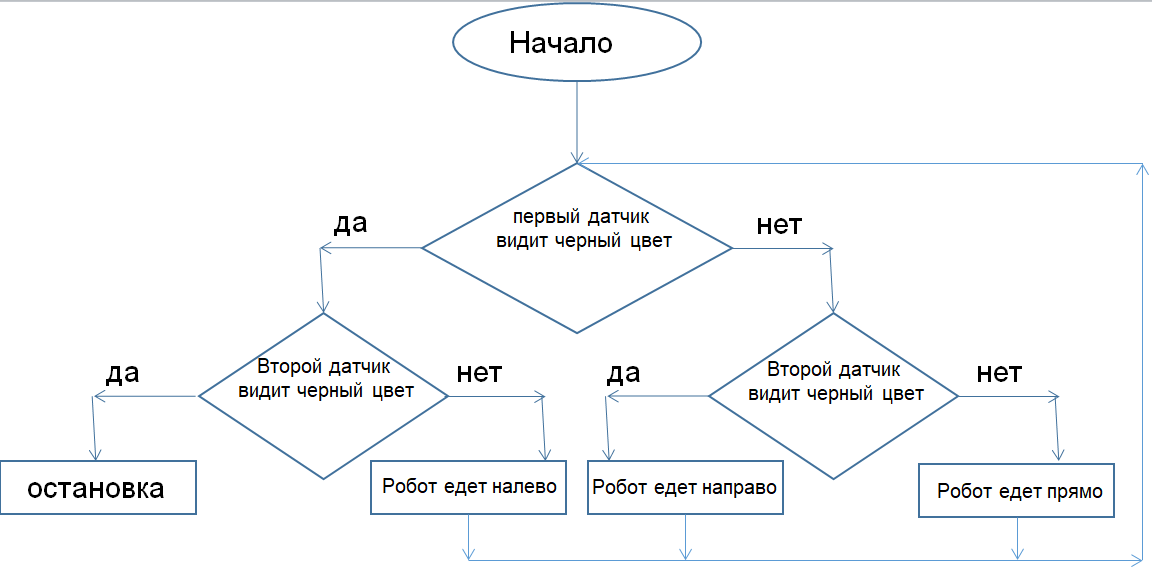 Начало
первый датчик
видит черный цвет
да
нет
Второй датчик
видит черный цвет
да
нет
Второй датчик
видит черный цвет
да
нет
остановка
Робот едет налево
Робот едет направо
Робот едет прямо